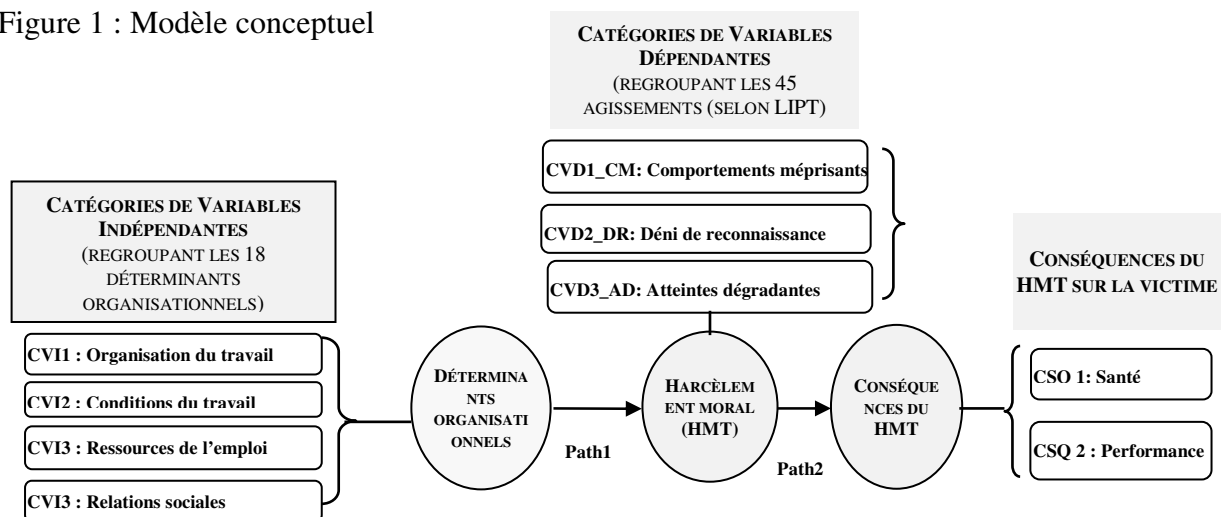 Figure 1 : Modèle conceptuel
CATÉGORIES DE VARIABLES
DÉPENDANTES
(REGROUPANT LES 45
AGISSEMENTS (SELON LIPT)
CVD1_CM: Comportements méprisants
CVD2_DR: Déni de reconnaissance
CVD3_AD: Atteintes dégradantes
CATÉGORIES DE VARIABLES
INDÉPENDANTES
(REGROUPANT LES 18
DÉTERMINANTS
ORGANISATIONNELS)
CVI1 : Organisation du travail
CVI2 : Conditions du travail
CVI3 : Ressources de l’emploi
CVI3 : Relations sociales
DÉTERMINA
NTS
ORGANISATI
ONNELS
Path1
HARCÈLEM
ENT MORAL
(HMT)
Path2
CONSÉQUE
NCES DU
HMT
CONSÉQUENCES DU
HMT SUR LA VICTIME
CSO 1: Santé
CSQ 2 : Performance